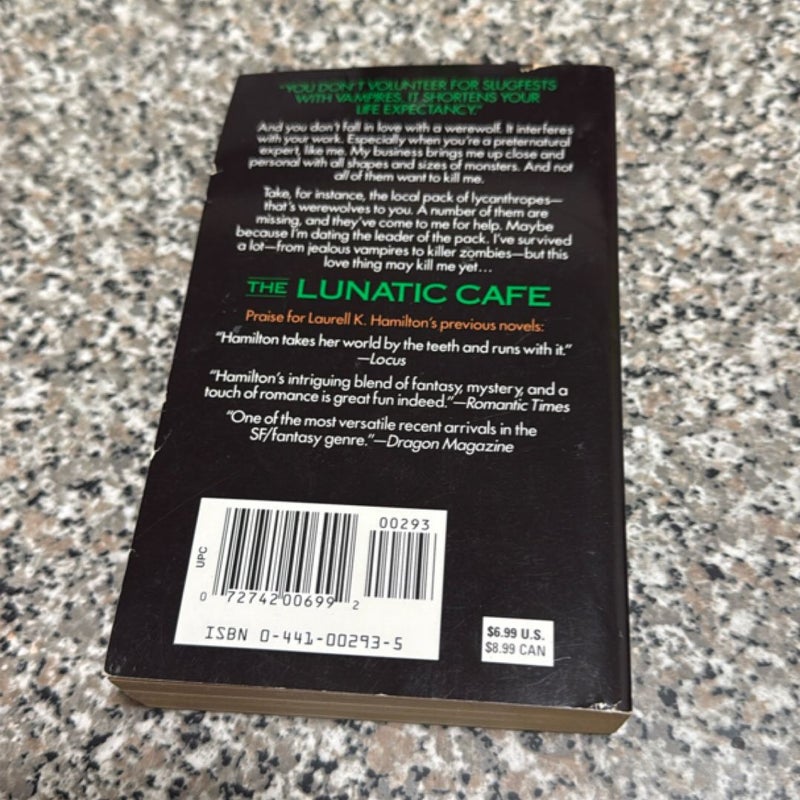 "YOU DON'T VOLUNTEER FOR SLUGFESTS
WITH VAMPIRES. IT SHORTENS YOUR
LIFE EXPECTANCY."
And you don't fall in love with a werewolf. It interferes
with your work. Especially when you're a preternatural
expert, like me. My business brings me up close and
personal with all shapes and sizes of monsters. And not
all of them want to kill me.
Take, for instance, the local pack of lycanthropes—
that's werewolves to you. A number of them are
missing, and they've come to me for help. Maybe
because I'm dating the leader of the pack. I've survived
a lot—from jealous vampires to killer zombies—but this
love thing may kill me yet...
THE LUNATIC CAFE
Praise for Laurell K. Hamilton's previous novels:
"Hamilton takes her world by the teeth and runs with it."
—Locus
"Hamilton's intriguing blend of fantasy, mystery, and a
touch of romance is great fun indeed."—Romantic Times
"One of the most versatile recent arrivals in the
SF/fantasy genre."—Dragon Magazine
00293
UPC
0 72742 00699 2
ISBN 0-441-00293-5
$6.99 U.S.
$8.99 CAN